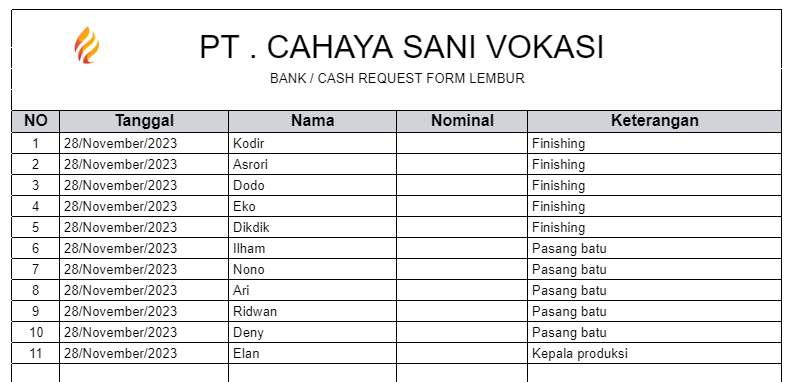 PT . CAHAYA SANI VOKASI
BANK / CASH REQUEST FORM LEMBUR
NO Tanggal Nama Nominal Keterangan
1 28/November/2023 Kodir Finishing
2 28/November/2023 Asrori Finishing
3 28/November/2023 Dodo Finishing
4 28/November/2023 Eko Finishing
5 28/November/2023 Dikdik Finishing
6 28/November/2023 Ilham Pasang batu
7 28/November/2023 Nono Pasang batu
8 28/November/2023 Ari Pasang batu
9 28/November/2023 Ridwan Pasang batu
10 28/November/2023 Deny Pasang batu
11 28/November/2023 Elan Kepala produksi